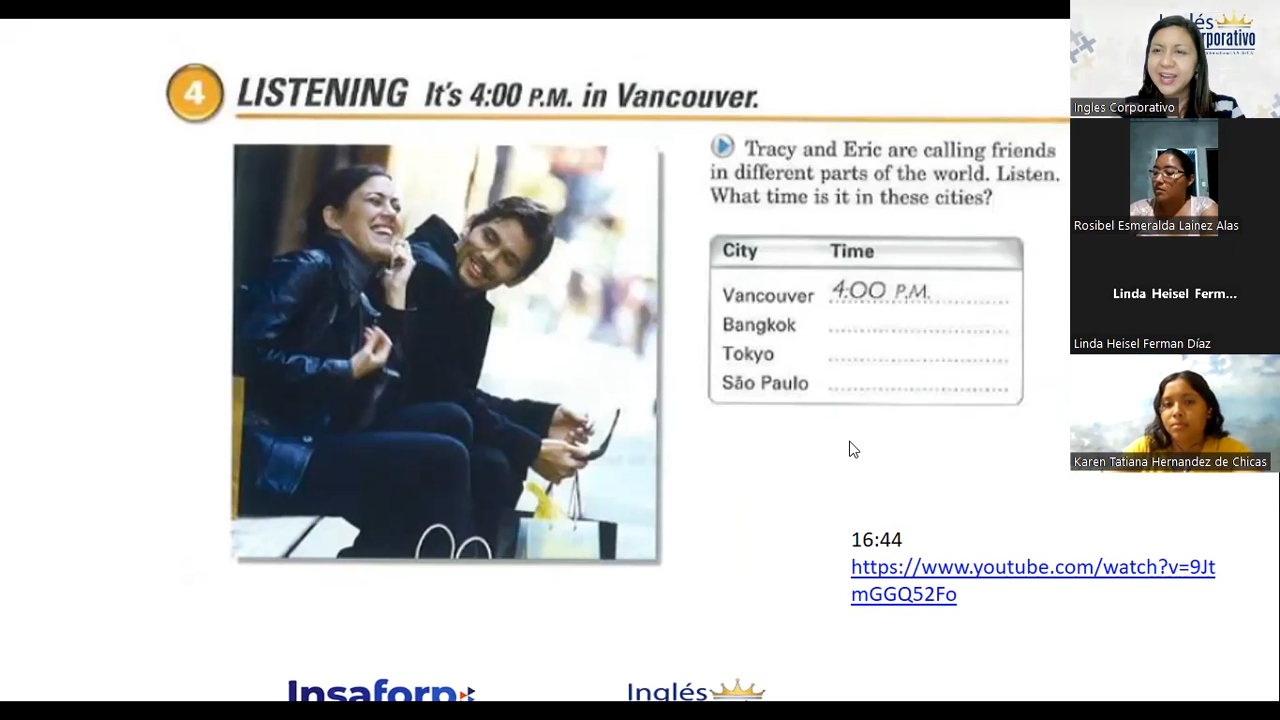 4 LISTENING It's 4:00 P.M. in Vancouver.
Tracy and Eric are calling friends
in different parts of the world. Listen.
What time is it in these cities?
City Time
Vancouver 4:00 P.M.
Bangkok
Tokyo
São Paulo
16:44
https://www.youtube.com/watch?v=9Jt
mGGQ52Fo
Insaforp
Inglés
Ingles Corporativo
Rosibel Esmeralda Lainez Alas
Linda Heisel Ferm...
Linda Heisel Ferman Díaz
Karen Tatiana Hernandez de Chicas